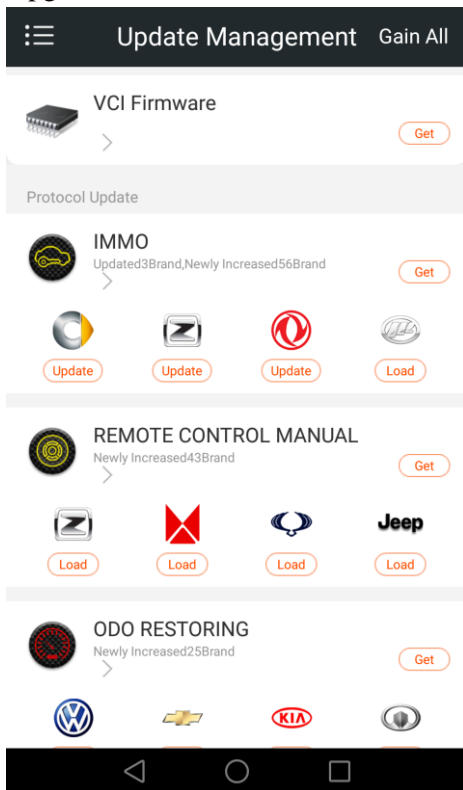 Update Management Gain All
VCI Firmware
Get
Protocol Update
IMMO
Updated3Brand,Newly Increased56Brand
Get
Update Update Update Load
REMOTE CONTROL MANUAL
Newly Increased43Brand
Get
Jeep
Load Load Load Load
ODO RESTORING
Newly Increased25Brand
Get
KIA